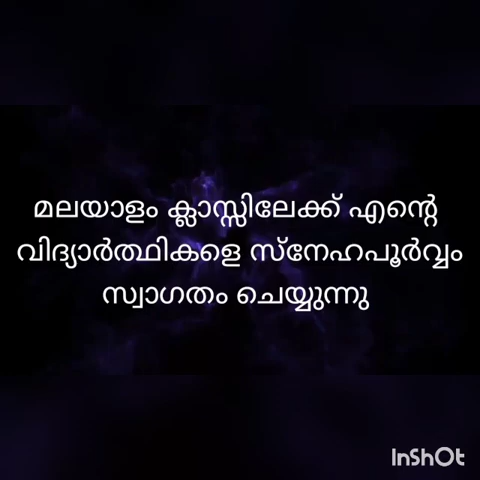 മലയാളം ക്ലാസ്സിലേക്ക് എന്റെ
വിദ്യാർത്ഥികളെ സ്നേഹപൂർവ്വം
സ്വാഗതം ചെയ്യുന്നു
InShOt